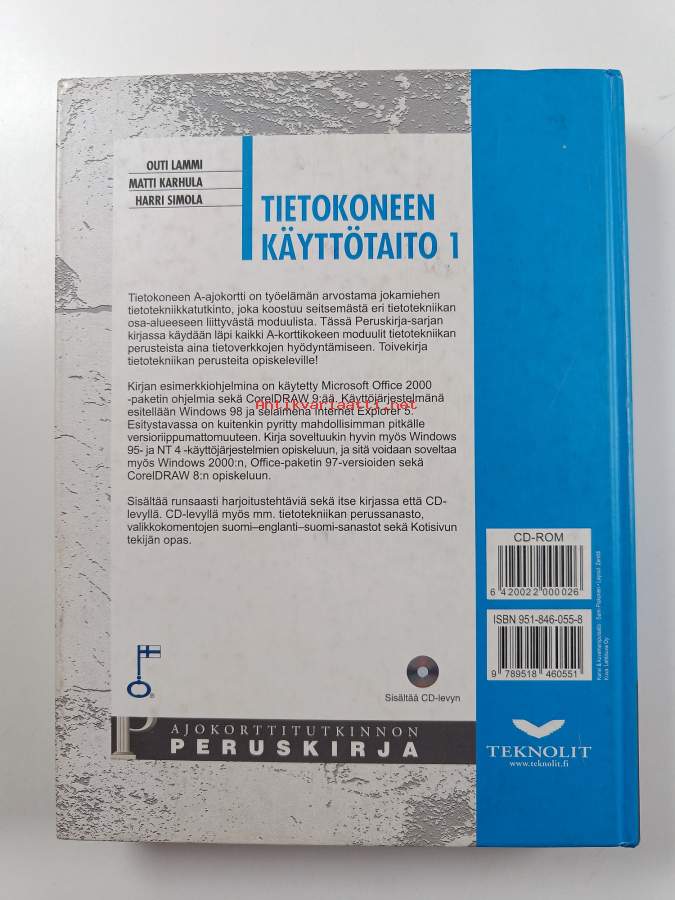 OUTI LAMMI
MATTI KARHULA
HARRI SIMOLA
TIETOKONEEN
KÄYTTÖTAITO 1
Tietokoneen A-ajokortti on työelämän arvostama jokamiehen
tietotekniikkatutkinto, joka koostuu seitsemästä eri tietotekniikan
osa-alueeseen liittyvästä moduulista. Tässä Peruskirja-sarjan
kirjassa käydään läpi kaikki A-korttikokeen moduulit tietotekniikan
perusteista aina tietoverkkojen hyödyntämiseen. Toivekirja
tietotekniikan perusteita opiskeleville!
Kirjan esimerkkiohjelmina on käytetty Microsoft Office 2000
-paketin ohjelmia sekä CorelDRAW 9:ää. Käyttöjärjestelmänä
Antikvariaatti.net
esitellään Windows 98 ja selaimena Internet Explorer 5.
Esitystavassa on kuitenkin pyritty mahdollisimman pitkälle
versioriippumattomuuteen. Kirja soveltuukin hyvin myös Windows
95- ja NT 4 -käyttöjärjestelmien opiskeluun, ja sitä voidaan soveltaa
myös Windows 2000:n, Office-paketin 97-versioiden sekä
CorelDRAW 8:n opiskeluun.
Sisältää runsaasti harjoitustehtäviä sekä itse kirjassa että CD-
levyllä. CD-levyllä myös mm. tietotekniikan perussanasto,
valikkokomentojen suomi–englanti–suomi-sanastot sekä Kotisivun
tekijän opas.
CD-ROM
6 420022 000026
ISBN 951-846-055-8
9 789518 460551
Sisältää CD-levyn
AJOKORTTITUTKINNON
PERUSKIRJA
TEKNOLIT
www.teknolit.fi